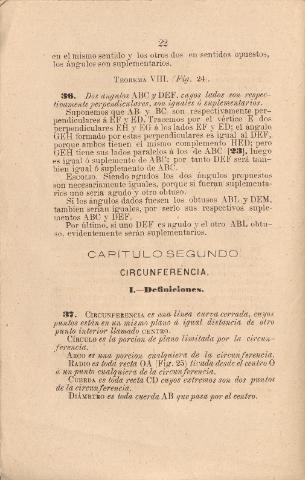 22
en el mismo sentido y los otros dos en sentidos opuestos,
los ángulos son suplementarios.
TEOREMA VIII. (Fig. 24.)
36. Dos ángulos ABC y DEF, cuyos lados son respec-
tivamente perpendiculares, son iguales ó suplementarios.
Suponemos que AB y BC son respectivamente per-
pendiculares á EF y ED. Tracemos por el vértice E dos
perpendiculares EH y EG á los lados EF y ED; el ángulo
GEH formado por estas perpendiculares es igual al DEF,
porque ambos tienen el mismo complemento HED; pero
GEH tiene sus lados paralelos á los de ABC [23], luego
es igual ó suplemento de ABC; por tanto DEF será tam-
bien igual ó suplemento de ABC.
ESCOLIO. Siendo agudos los dos ángulos propuestos
son necesariamente iguales, porque si fueran suplementa-
rios uno seria agudo y otro obtuso.
Si los ángulos dados fuesen los obtusos ABL y DEM,
tambien serian iguales, por serlo sus respectivos suple-
mentos ABC y DEF.
Por último, si uno DEF es agudo y el otro ABL obtu-
so, evidentemente serán suplementarios.
CAPITULO SEGUNDO
CIRCUNFERENCIA.
I.—Definiciones.
37. CIRCUNFERENCIA es una línea curva cerrada, cuyos
puntos estén en un mismo plano á igual distancia de otro
punto interior llamado CENTRO.
CÍRCULO es la porcion de plano limitada por la circun-
ferencia.
ARCO es una porcion cualquiera de la circunferencia.
RADIO es toda recta OA (Fig. 25) tirada desde el centro O
á un punto cualquiera de la circunferencia.
CUERDA es toda recta CD cuyos extremos son dos puntos
de la circunferencia.
DIÁMETRO es toda cuerda AB que pasa por el centro.